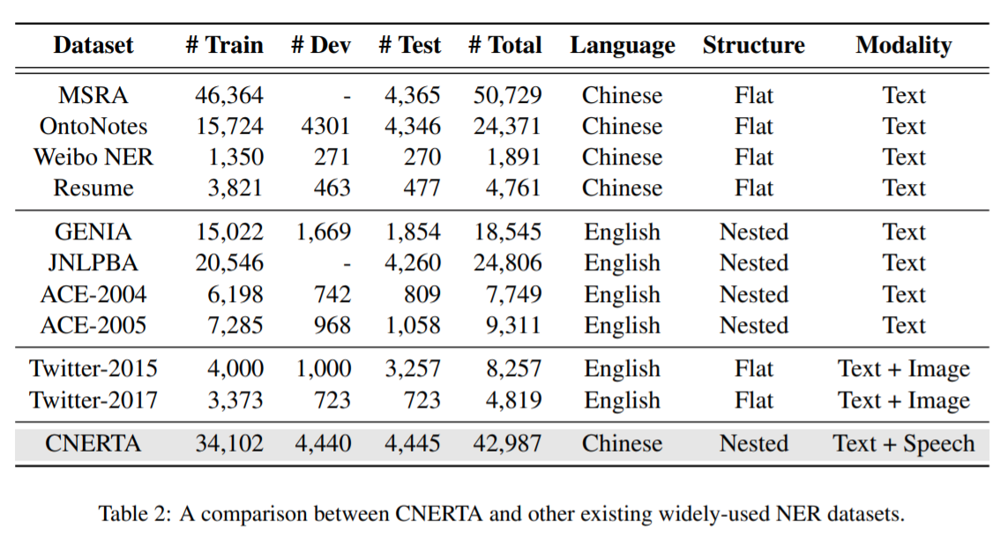 Dataset # Train # Dev # Test # Total Language Structure Modality
MSRA 46,364 - 4,365 50,729 Chinese Flat Text
OntoNotes 15,724 4301 4,346 24,371 Chinese Flat Text
Weibo NER 1,350 271 270 1,891 Chinese Flat Text
Resume 3,821 463 477 4,761 Chinese Flat Text
GENIA 15,022 1,669 1,854 18,545 English Nested Text
JNLPBA 20,546 - 4,260 24,806 English Nested Text
ACE-2004 6,198 742 809 7,749 English Nested Text
ACE-2005 7,285 968 1,058 9,311 English Nested Text
Twitter-2015 4,000 1,000 3,257 8,257 English Flat Text + Image
Twitter-2017 3,373 723 723 4,819 English Flat Text + Image
CNERTA 34,102 4,440 4,445 42,987 Chinese Nested Text + Speech
Table 2: A comparison between CNERTA and other existing widely-used NER datasets.